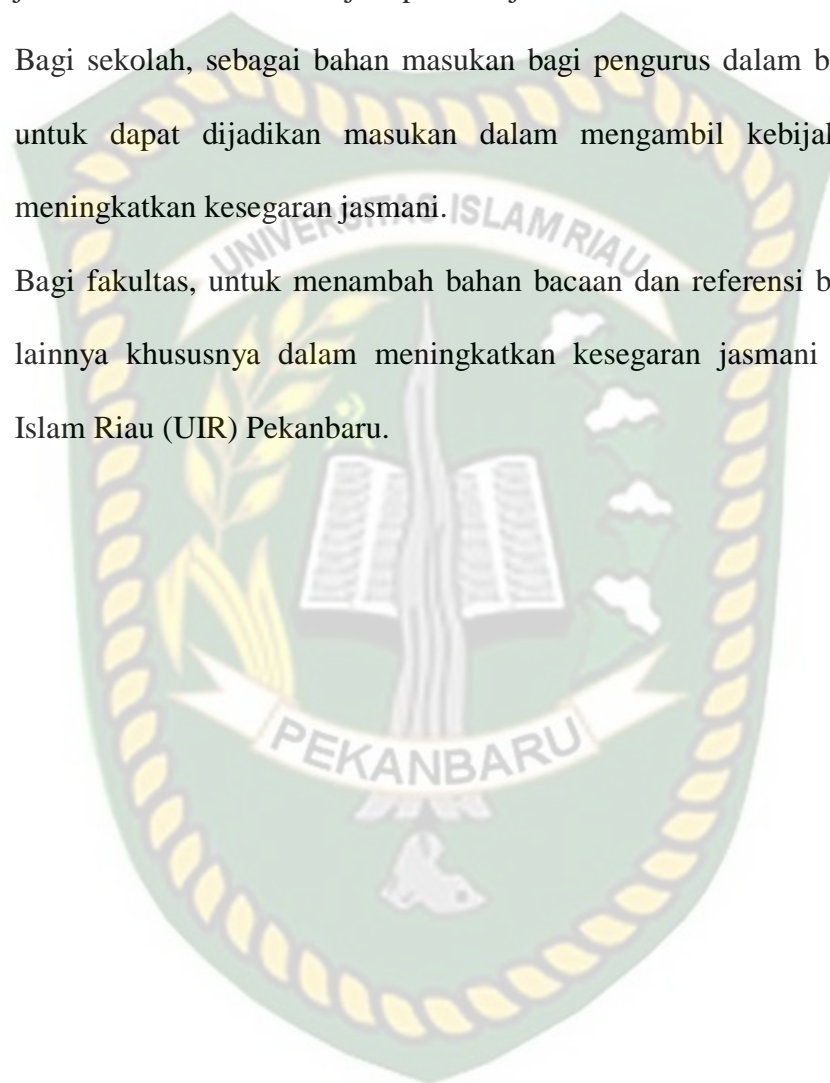 Bagi sekolah, sebagai bahan masukan bagi pengurus dalam
untuk dapat dijadikan masukan dalam mengambil
meningkatkan kesegaran jasmani.
UNIVERSITAS ISLAM RIAU
Bagi fakultas, untuk menambah bahan bacaan dan referensi
lainnya khususnya dalam meningkatkan kesegaran jasmani
Islam Riau (UIR) Pekanbaru.
PEKANBARU